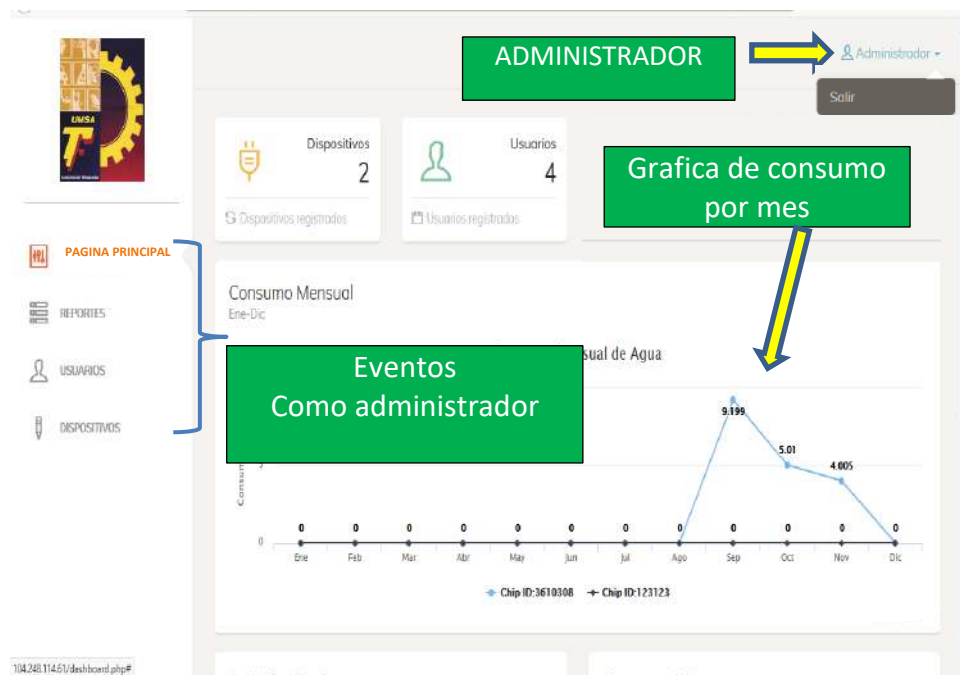 ADMINISTRADOR
Administrador
Salir
UMSA
Dispositivos
2
Dispositivos registrados
Usuarios
4
Usuarios registrados
Grafica de consumo
por mes
PAGINA PRINCIPAL
REPORTES
USUARIOS
DISPOSITIVOS
Consumo Mensual
Ene-Dic
sual de Agua
Eventos
Como administrador
Consum
9.199
5.01
4.005
5
0
0 0 0 0 0 0 0 0 0 0 0 0
Ene Feb Mar Abr May Jun Jul Ago Sep Oct Nov Dic
Chip ID:3610308 Chip ID:123123
104.248.114.61/dashboard.php#